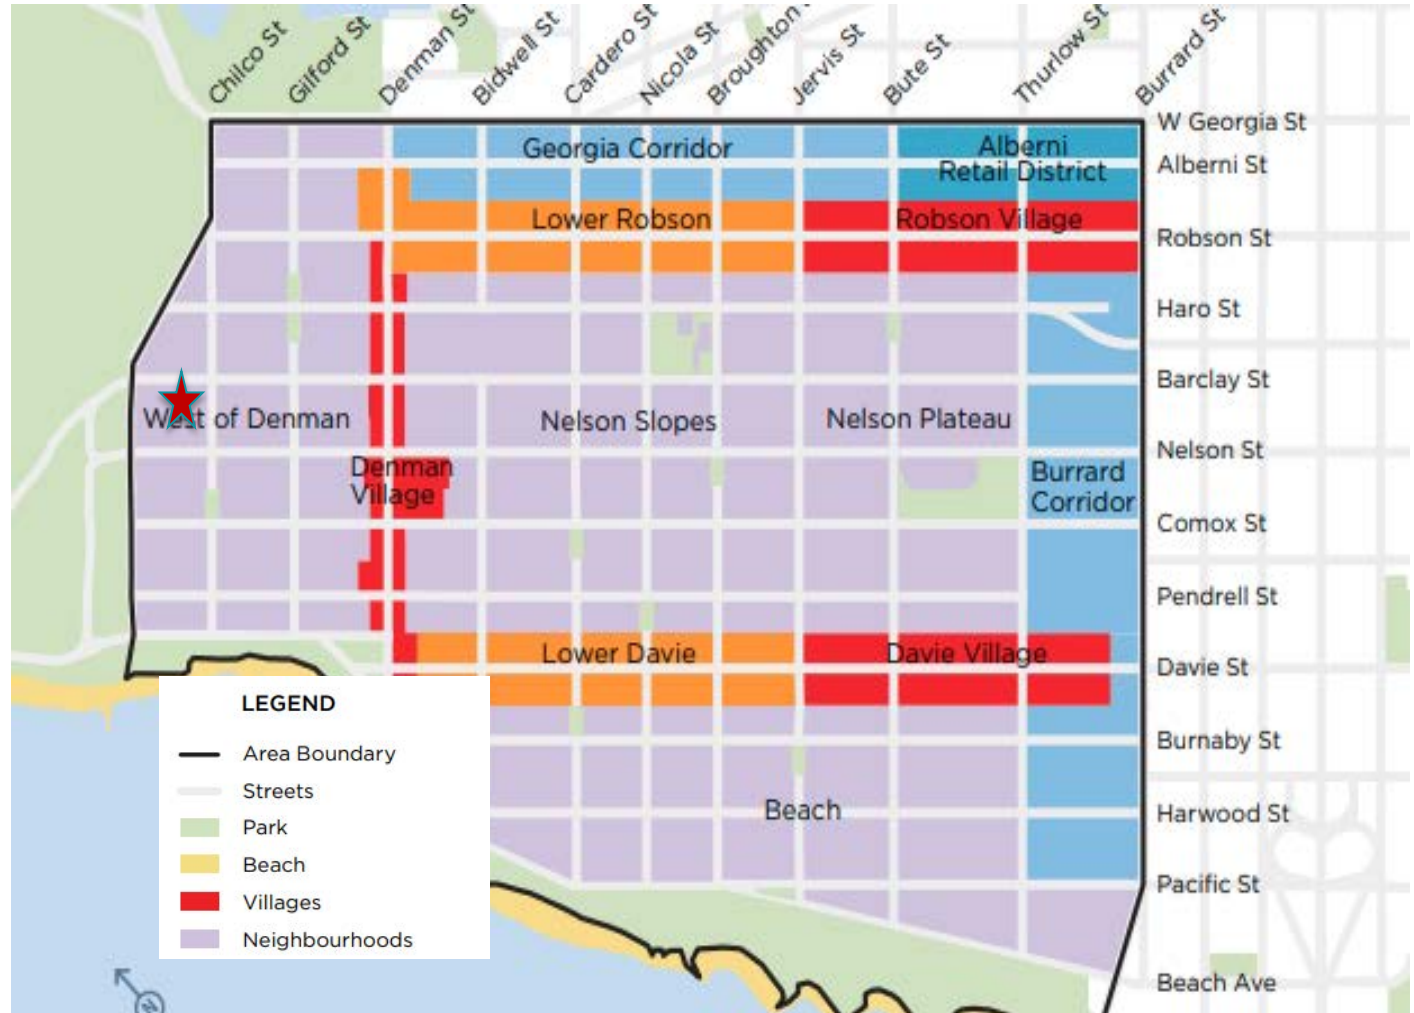 Chilco St
Gilford St
Denman St
Bidwell St
Cardero St
Nicola St
Broughton
Jervis St
Bute St
Thurlow St
Burrard St
W Georgia St
Alberni St
Robson St
Haro St
Barclay St
Nelson St
Comox St
Pendrell St
Davie St
Burnaby St
Harwood St
Pacific St
Beach Ave
Georgia Corridor
Alberni
Retail District
Lower Robson
Robson Village
West of Denman
Nelson Slopes
Nelson Plateau
Denman
Village
Burrard
Corridor
Lower Davie
Davie Village
Beach
LEGEND
Area Boundary
Streets
Park
Beach
Villages
Neighbourhoods
N